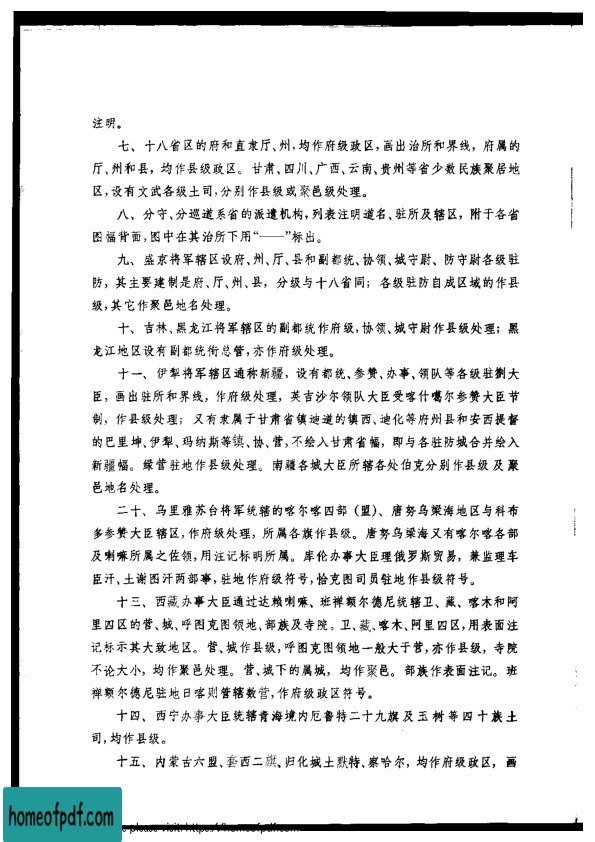 注明。
七、十八省区的府和直隶厅、州,均作府级政区,画出治所和界线,府属的
厅、州和县,均作县级政区。甘肃、四川、广西、云南、贵州等省少数民族聚居地
区,设有文武各级土司,分别作县级或聚邑级处理。
八、分守、分巡道系省的派遣机构,列表注明道名、驻所及辖区,附于各省
图幅背面,图中在其治所下用“——”标出。
九、盛京将军辖区设府、州、厅、县和副都统、协领、城守尉、防守尉各级驻
防,其主要建制是府、厅、州、县,分级与十八省同;各级驻防自成区域的作县
级,其它作聚邑地名处理。
十、吉林、黑龙江将军辖区的副都统作府级,协领、城守尉作县级处理;黑
龙江地区设有副都统衔总管,亦作府级处理。
十一、伊犁将军辖区通称新疆,设有都统、参赞、办事、领队等各级驻劄大
臣,画出驻所和界线,作府级处理,英吉沙尔领队大臣受喀什噶尔参赞大臣节
制,作县级处理;又有隶属于甘肃省镇迪道的镇西、迪化等府州县和安西提督
的巴里坤、伊犁、玛纳斯等镇、协、营,不绘入甘肃省幅,即与各驻防城合并绘入
新疆幅。绿营驻地作县级处理。南疆各城大臣所辖各处伯克分别作县级及聚
邑地名处理。
二十、乌里雅苏台将军统辖的喀尔喀四部(盟)、唐努乌梁海地区与科布
多参赞大臣辖区,作府级处理,所属各旗作县级。唐努乌梁海又有喀尔喀各部
及喇嘛所属之佐领,用注记标明所属。库伦办事大臣理俄罗斯贸易,兼监理车
臣汗、土谢图汗两部事,驻地作府级符号,恰克图司员驻地作县级符号。
十三、西藏办事大臣通过达赖喇嘛、班禅额尔德尼统辖卫、藏、喀木和阿
里四区的营、城、呼图克图领地、部族及寺院。卫、藏、喀木、阿里四区,用表面注
记标示其大致地区。营、城作县级,呼图克图领地一般大于营,亦作县级,寺院
不论大小,均作聚邑处理。营、城下的属城,均作聚邑。部族作表面注记。班
禅额尔德尼驻地日喀则管辖数营,作府级政区符号。
十四、西宁办事大臣统辖青海境内厄鲁特二十九旗及玉树等四十族土
司,均作县级。
十五、内蒙古六盟、套西二旗、归化城土默特、察哈尔,均作府级政区,画
homeofpdf.com
please visit: https://homeofpdf.com